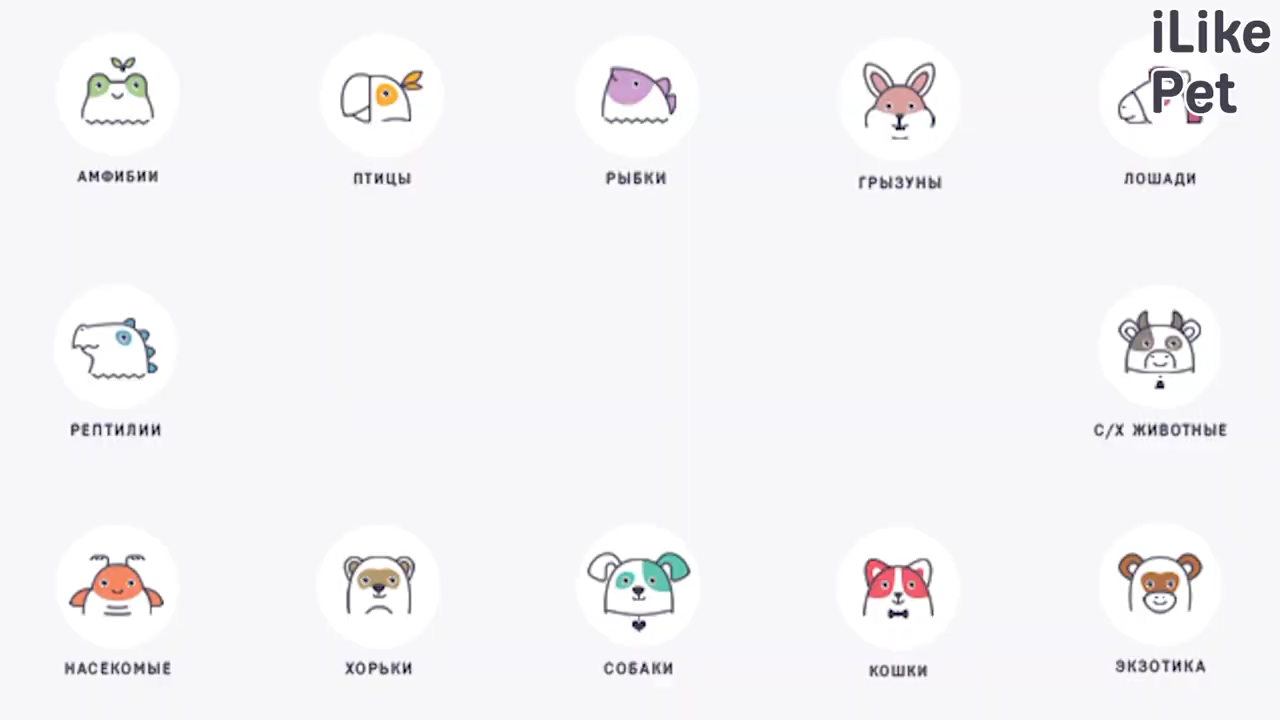 iLike
Pet
АМФИБИИ
ПТИЦЫ
РЫБКИ
ГРЫЗУНЫ
ЛОШАДИ
РЕПТИЛИИ
С/Х ЖИВОТНЫЕ
НАСЕКОМЫЕ
ХОРЬКИ
СОБАКИ
КОШКИ
ЭКЗОТИКА